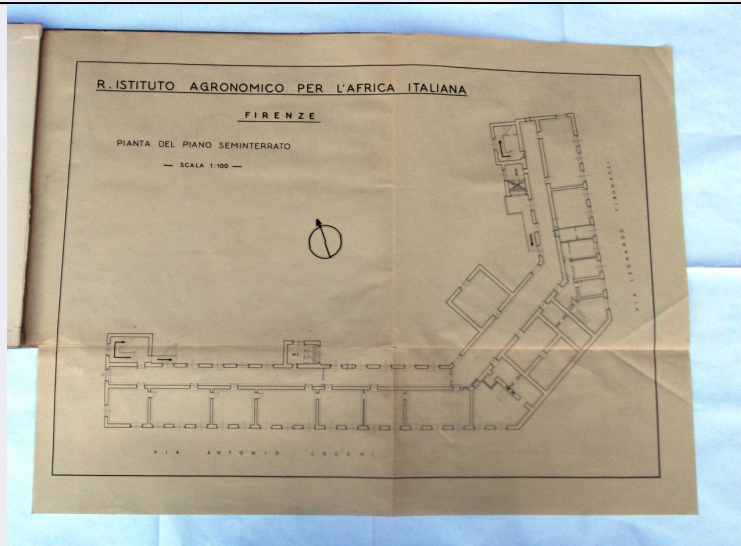 R. ISTITUTO AGRONOMICO PER L'AFRICA ITALIANA
FIRENZE
PIANTA DEL PIANO SEMINTERRATO
— SCALA 1:100 —
VIA LEONARDO FIBONACCI
VIA ANTONIO COCCHI